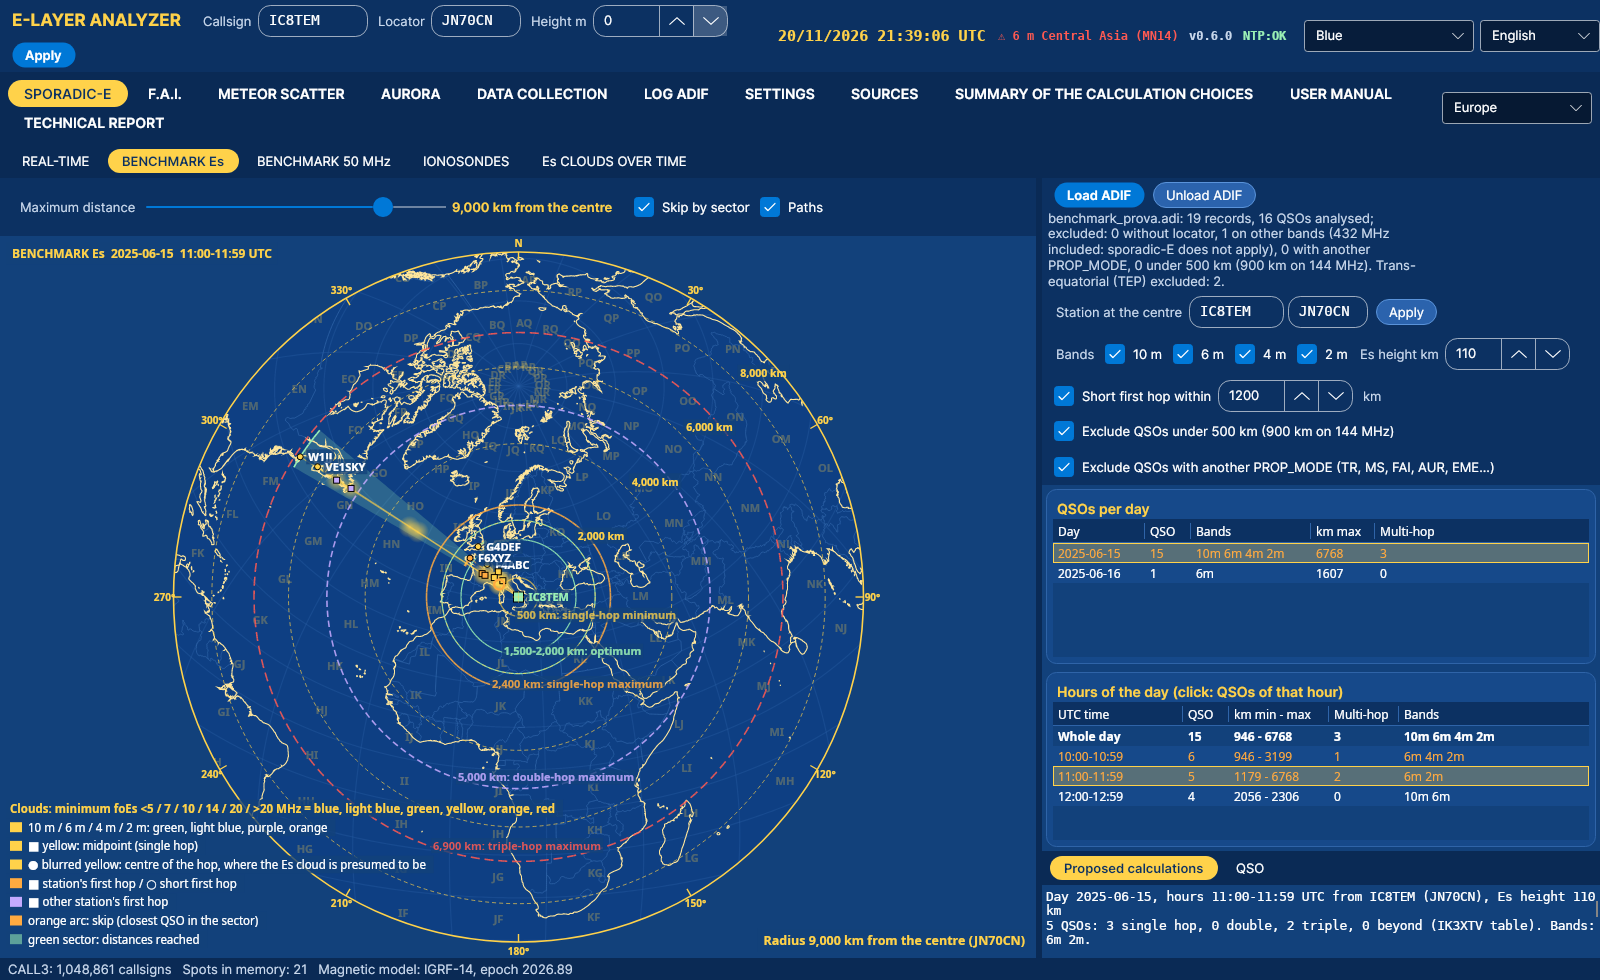 E-LAYER ANALYZER Callsign IC8TEM Locator JN70CN Height m 0
20/11/2026 21:39:06 UTC ⚠ 6 m Central Asia (MN14) v0.6.0 NTP:OK Blue English
Apply
SPORADIC-E F.A.I. METEOR SCATTER AURORA DATA COLLECTION LOG ADIF SETTINGS SOURCES SUMMARY OF THE CALCULATION CHOICES USER MANUAL
TECHNICAL REPORT
Europe
REAL-TIME BENCHMARK Es BENCHMARK 50 MHz IONOSONDES Es CLOUDS OVER TIME
Maximum distance 9,000 km from the centre Skip by sector Paths
BENCHMARK Es 2025-06-15 11:00-11:59 UTC
N
330°
30°
8,000 km
300°
60°
6,000 km
W1
VE1SKY
4,000 km
2,000 km
G4DEF
F6XYZ
ABC
IC8TEM
270°
90°
500 km: single-hop minimum
1,500-2,000 km: optimum
2,400 km: single-hop maximum
5,000 km: double-hop maximum
240°
120°
6,900 km: triple-hop maximum
210°
150°
180°
Clouds: minimum foEs <5 / 7 / 10 / 14 / 20 / >20 MHz = blue, light blue, green, yellow, orange, red
10 m / 6 m / 4 m / 2 m: green, light blue, purple, orange
■ yellow: midpoint (single hop)
● blurred yellow: centre of the hop, where the Es cloud is presumed to be
■ station's first hop / ○ short first hop
■ other station's first hop
orange arc: skip (closest QSO in the sector)
green sector: distances reached
Radius 9,000 km from the centre (JN70CN)
Load ADIF Unload ADIF
benchmark_prova.adi: 19 records, 16 QSOs analysed;
excluded: 0 without locator, 1 on other bands (432 MHz
included: sporadic-E does not apply), 0 with another
PROP_MODE, 0 under 500 km (900 km on 144 MHz). Trans-
equatorial (TEP) excluded: 2.
Station at the centre IC8TEM JN70CN Apply
Bands 10 m 6 m 4 m 2 m Es height km 110
Short first hop within 1200 km
Exclude QSOs under 500 km (900 km on 144 MHz)
Exclude QSOs with another PROP_MODE (TR, MS, FAI, AUR, EME...)
QSOs per day
Day QSO Bands km max Multi-hop
2025-06-15 15 10m 6m 4m 2m 6768 3
2025-06-16 1 6m 1607 0
Hours of the day (click: QSOs of that hour)
UTC time QSO km min - max Multi-hop Bands
Whole day 15 946 - 6768 3 10m 6m 4m 2m
10:00-10:59 6 946 - 3199 1 6m 4m 2m
11:00-11:59 5 1179 - 6768 2 6m 2m
12:00-12:59 4 2056 - 2306 0 10m 6m
Proposed calculations QSO
Day 2025-06-15, hours 11:00-11:59 UTC from IC8TEM (JN70CN), Es height 110
km
5 QSOs: 3 single hop, 0 double, 2 triple, 0 beyond (IK3XTV table). Bands:
6m 2m.
CALL3: 1,048,861 callsigns Spots in memory: 21 Magnetic model: IGRF-14, epoch 2026.89